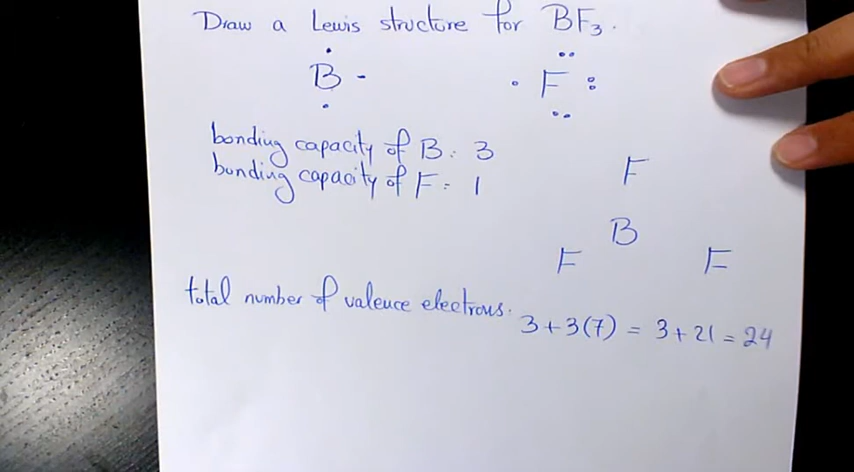 Draw a Lewis structure for BF3.
B F
bonding capacity of B: 3
bonding capacity of F = 1
F
B
F F
total number of valence electrons. 3 + 3(7) = 3 + 21 = 24